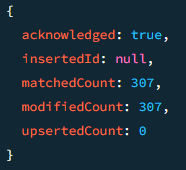 {
acknowledged: true,
insertedId: null,
matchedCount: 307,
modifiedCount: 307,
upsertedCount: 0
}